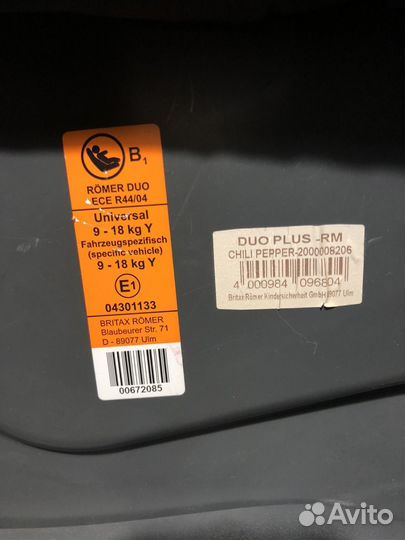 B1
RÖMER DUO
ECE R44/04
Universal
9 - 18 kg Y
Fahrzeugspezifisch
(specific vehicle)
9 - 18 kg Y
E1
04301133
BRITAX RÖMER
Blaubeurer Str. 71
D - 89077 Ulm
00672085
DUO PLUS -RM
CHILI PEPPER-2000008206
4 000984 096804
Britax Römer Kindersicherheit GmbH 89077 Ulm
Avito